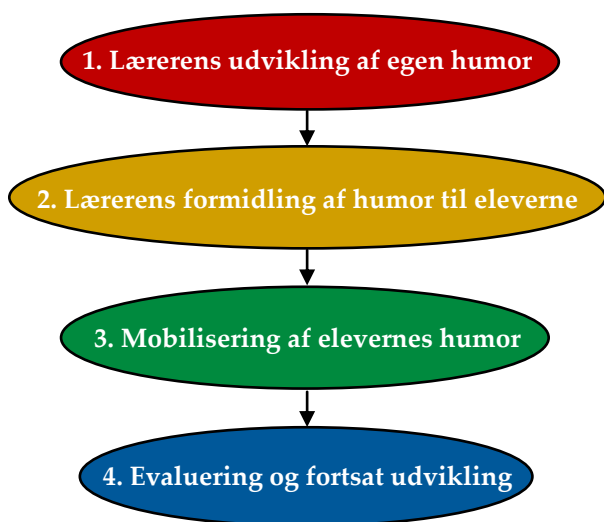 1. Lærerens udvikling af egen humor
2. Lærerens formidling af humor til eleverne
3. Mobilisering af elevernes humor
4. Evaluering og fortsat udvikling